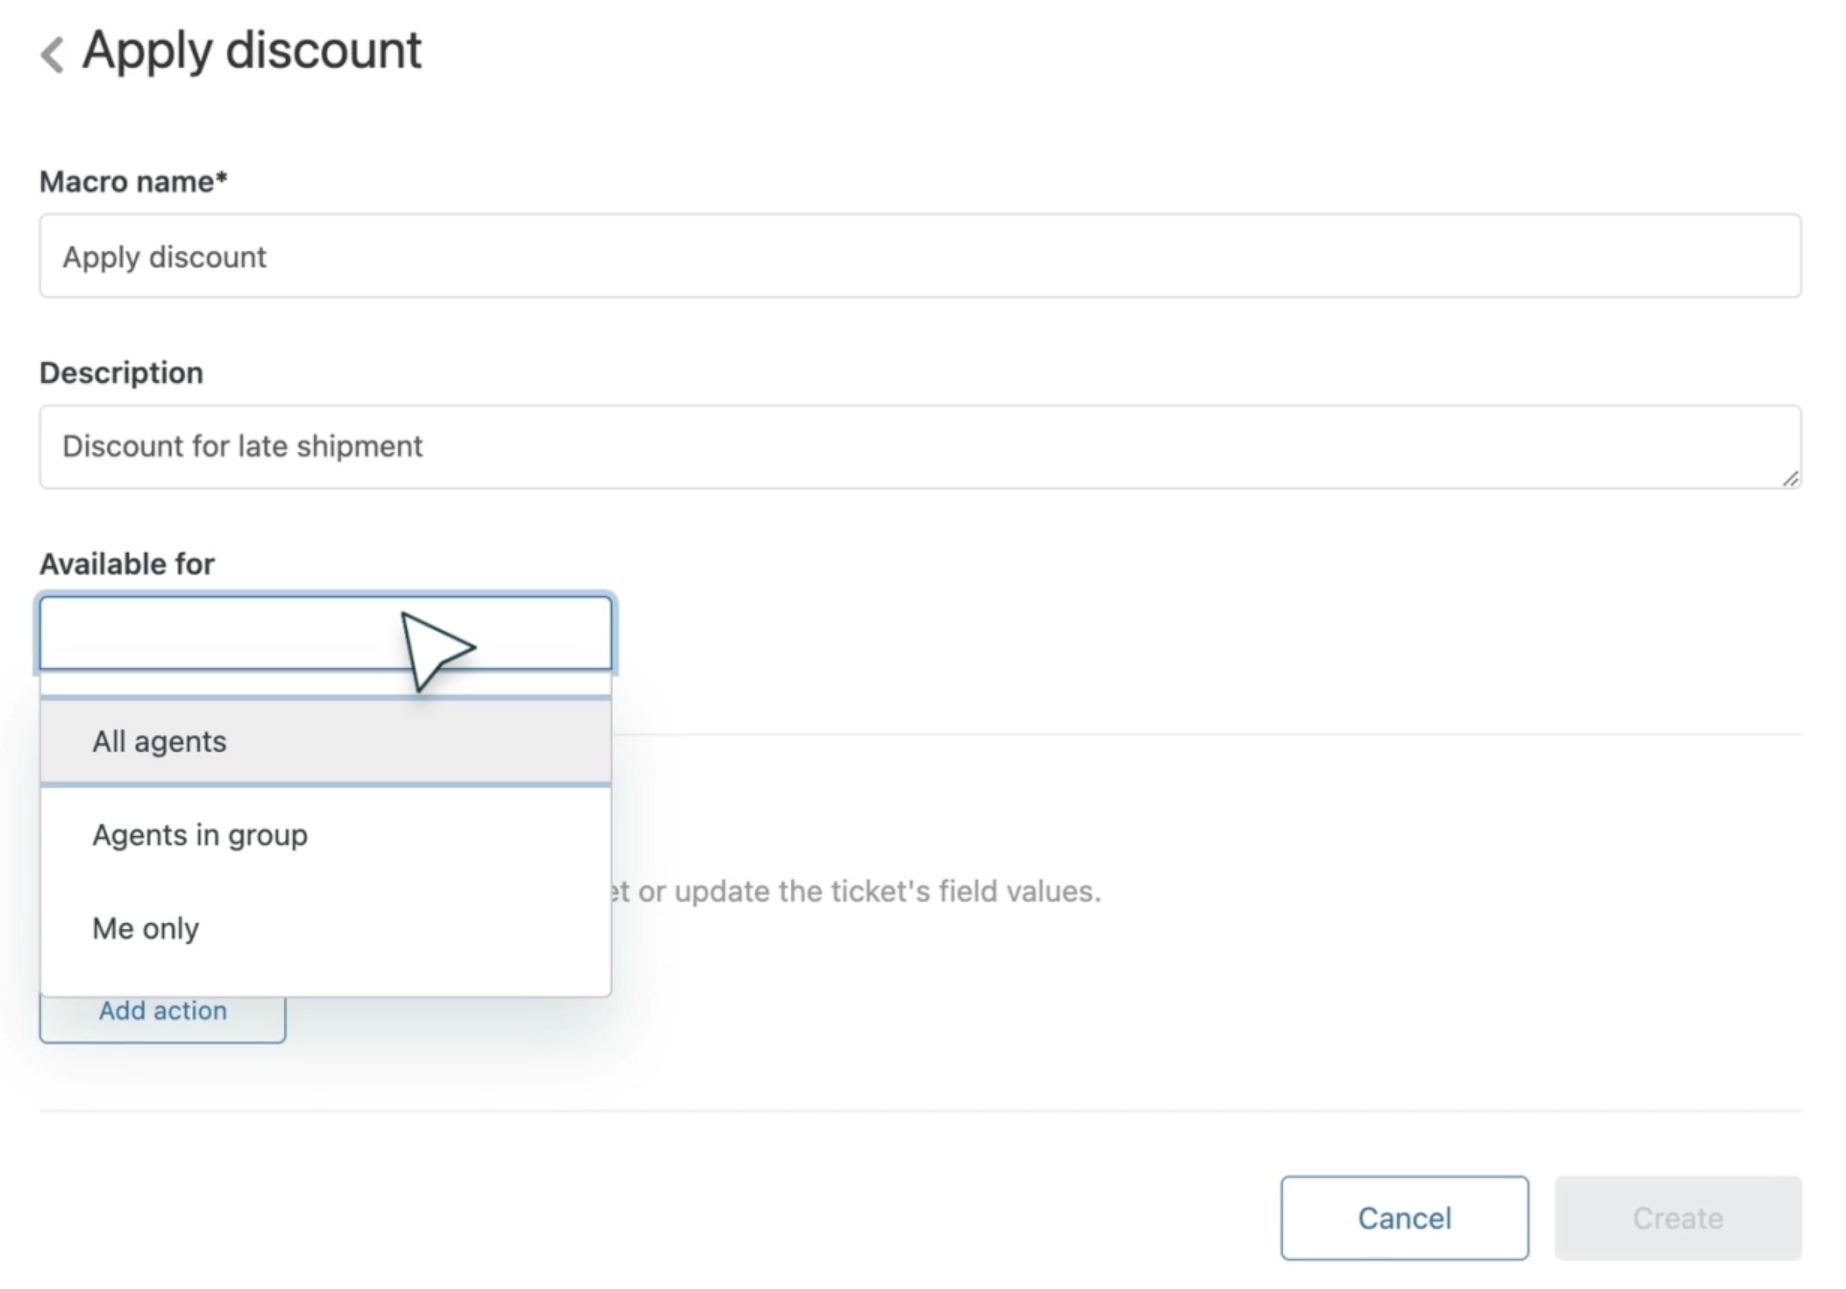 Apply discount
Macro name*
Apply discount
Description
Discount for late shipment
Available for
All agents
Agents in group
or update the ticket's field values.
Me only
Add action
Cancel
Create